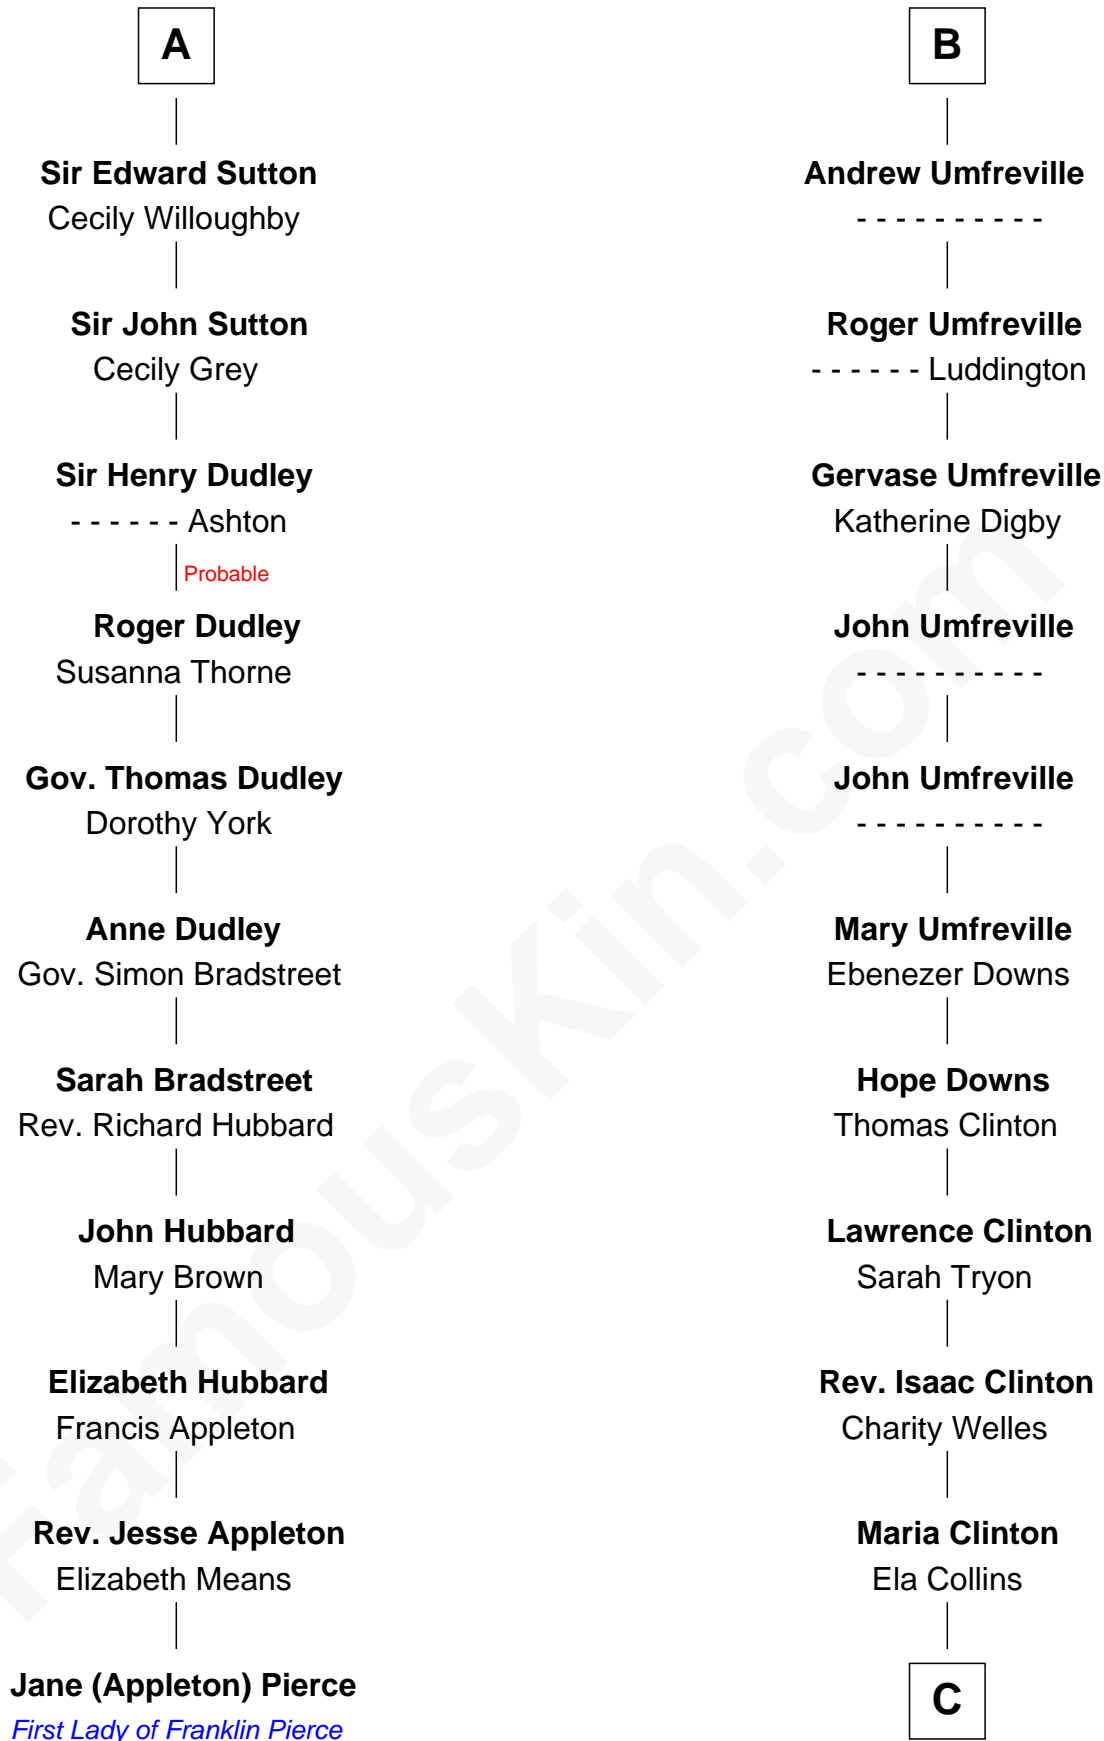 A
Sir Edward Sutton
Cecily Willoughby
Sir John Sutton
Cecily Grey
Sir Henry Dudley
- - - - - - Ashton
Probable
Roger Dudley
Susanna Thorne
Gov. Thomas Dudley
Dorothy York
Anne Dudley
Gov. Simon Bradstreet
Sarah Bradstreet
Rev. Richard Hubbard
John Hubbard
Mary Brown
Elizabeth Hubbard
Francis Appleton
Rev. Jesse Appleton
Elizabeth Means
Jane (Appleton) Pierce
First Lady of Franklin Pierce
B
Andrew Umfreville
- - - - - - - - - -
Roger Umfreville
- - - - - - Luddington
Gervase Umfreville
Katherine Digby
John Umfreville
- - - - - - - - - -
John Umfreville
- - - - - - - - - -
Mary Umfreville
Ebenezer Downs
Hope Downs
Thomas Clinton
Lawrence Clinton
Sarah Tryon
Rev. Isaac Clinton
Charity Welles
Maria Clinton
Ela Collins
C
FamousKin.com